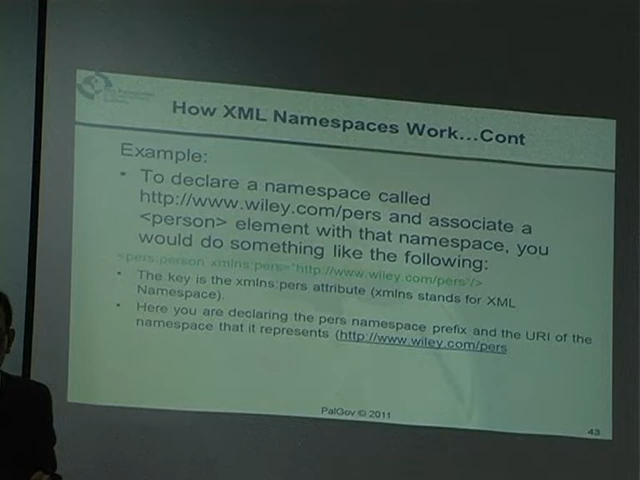 How XML Namespaces Work...Cont
Example:
• To declare a namespace called
http://www.wiley.com/pers and associate a
<person> element with that namespace, you
would do something like the following:
<pers:person xmlns:pers="http://www.wiley.com/pers"/>
• The key is the xmlns:pers attribute (xmlns stands for XML
Namespace).
• Here you are declaring the pers namespace prefix and the URI of the
namespace that it represents (http://www.wiley.com/pers
PalGov © 2011
43